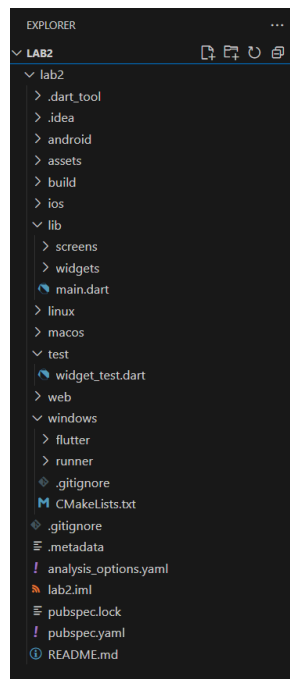 EXPLORER
LAB2
lab2
.dart_tool
.idea
android
assets
build
ios
lib
screens
widgets
main.dart
linux
macos
test
widget_test.dart
web
windows
flutter
runner
.gitignore
CMakeLists.txt
.gitignore
.metadata
analysis_options.yaml
lab2.iml
pubspec.lock
pubspec.yaml
README.md